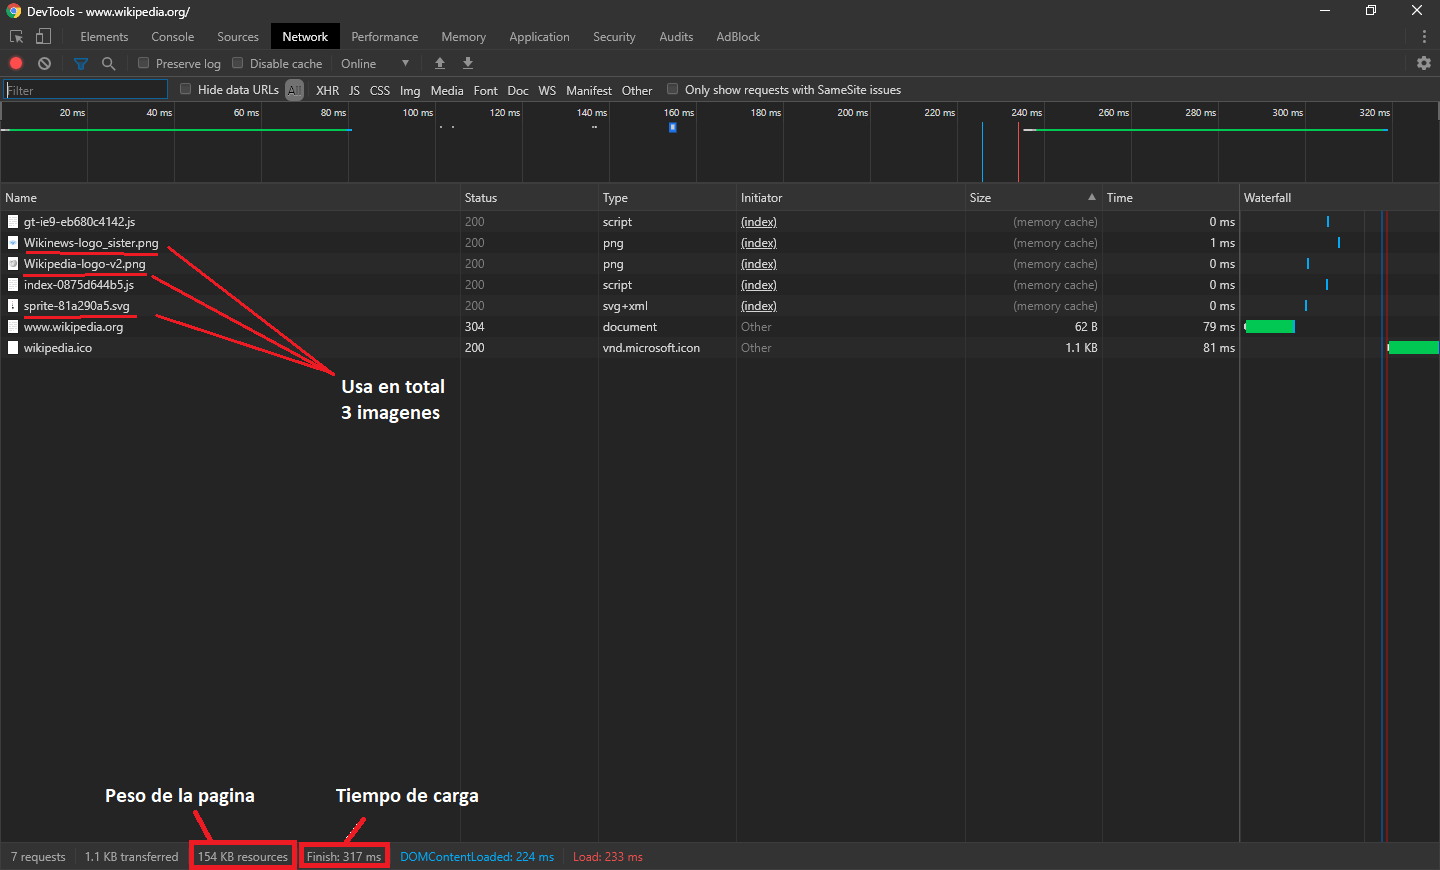 DevTools - www.wikipedia.org/
Elements Console Sources Network Performance Memory Application Security Audits AdBlock
Preserve log Disable cache Online
Filter Hide data URLs All XHR JS CSS Img Media Font Doc WS Manifest Other Only show requests with SameSite issues
20 ms 40 ms 60 ms 80 ms 100 ms 120 ms 140 ms 160 ms 180 ms 200 ms 220 ms 240 ms 260 ms 280 ms 300 ms 320 ms
Name Status Type Initiator Size Time Waterfall
gt-ie9-eb680c4142.js 200 script (index) (memory cache) 0 ms
Wikinews-logo_sister.png 200 png (index) (memory cache) 1 ms
Wikipedia-logo-v2.png 200 png (index) (memory cache) 0 ms
index-0875d644b5.js 200 script (index) (memory cache) 0 ms
sprite-81a290a5.svg 200 svg+xml (index) (memory cache) 0 ms
www.wikipedia.org 304 document Other 62 B 79 ms
wikipedia.ico 200 vnd.microsoft.icon Other 1.1 KB 81 ms
Usa en total
3 imagenes
Peso de la pagina Tiempo de carga
7 requests 1.1 KB transferred 154 KB resources Finish: 317 ms DOMContentLoaded: 224 ms Load: 233 ms